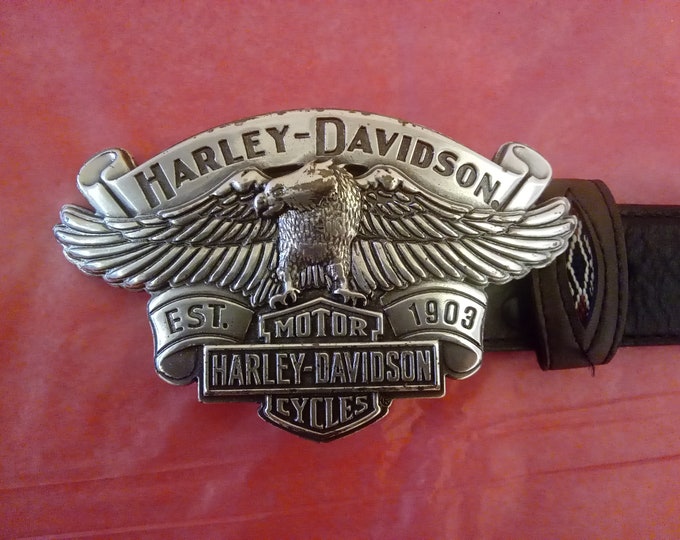 HARLEY-DAVIDSON.
EST. 1903
MOTOR
HARLEY-DAVIDSON
CYCLES